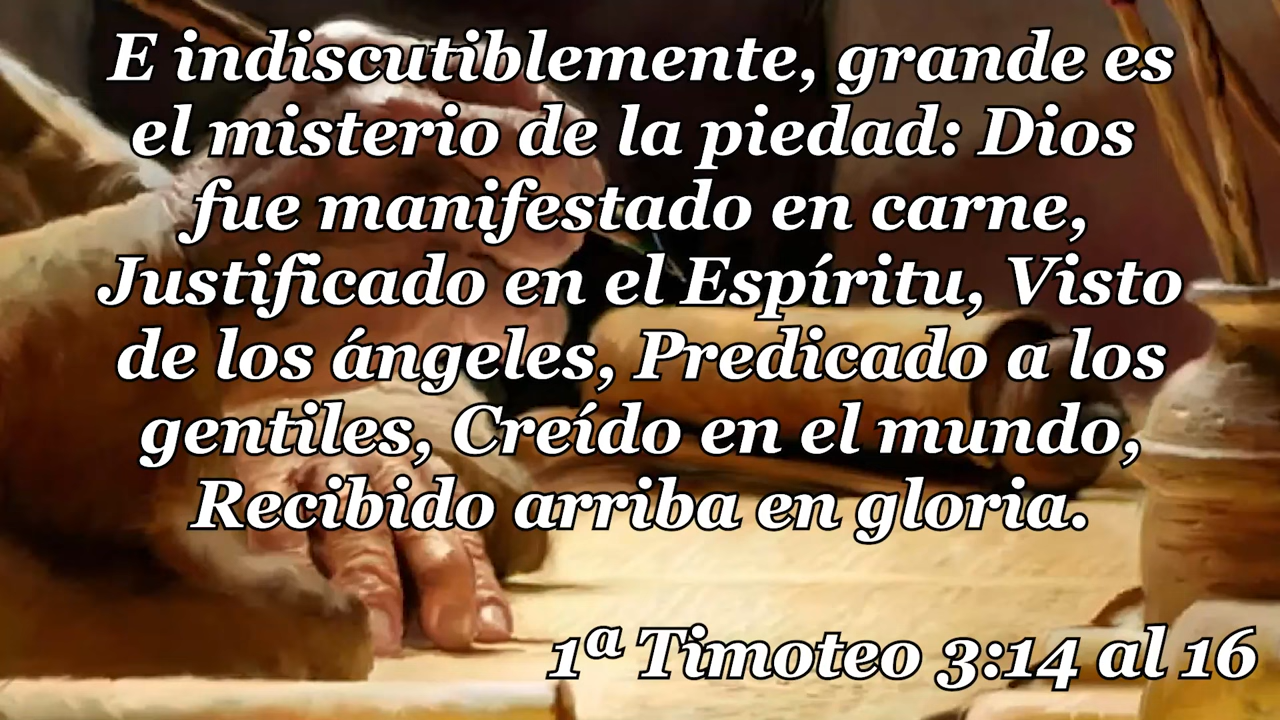 E indiscutiblemente, grande es
el misterio de la piedad: Dios
fue manifestado en carne,
Justificado en el Espíritu, Visto
de los ángeles, Predicado a los
gentiles, Creído en el mundo,
Recibido arriba en gloria.
1ª Timoteo 3:14 al 16